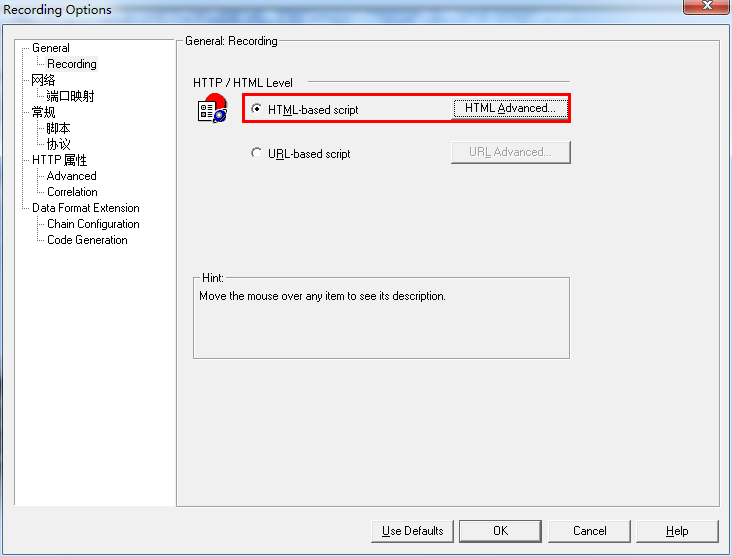 Recording Options
General
Recording
网络
端口映射
常规
脚本
协议
HTTP 属性
Advanced
Correlation
Data Format Extension
Chain Configuration
Code Generation
General: Recording
HTTP / HTML Level
HTML-based script
HTML Advanced...
URL-based script
URL Advanced...
Hint:
Move the mouse over any item to see its description.
Use Defaults
OK
Cancel
Help